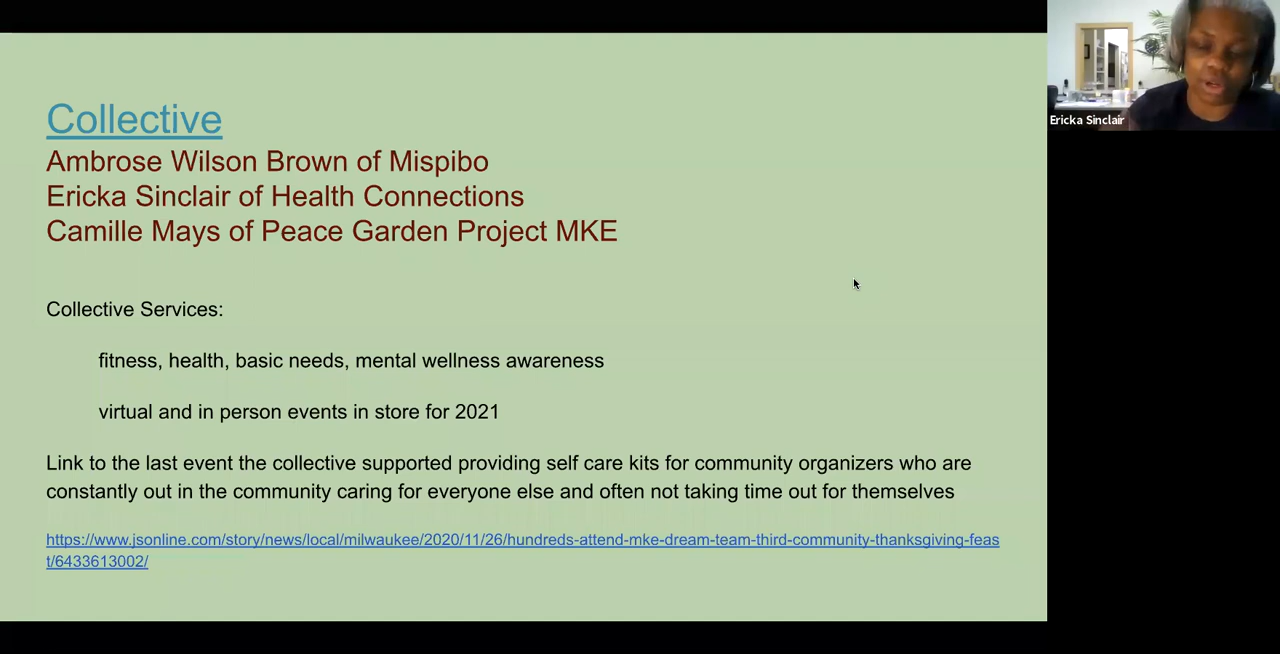 Collective
Ambrose Wilson Brown of Mispibo
Ericka Sinclair of Health Connections
Camille Mays of Peace Garden Project MKE
Collective Services:
fitness, health, basic needs, mental wellness awareness
virtual and in person events in store for 2021
Link to the last event the collective supported providing self care kits for community organizers who are
constantly out in the community caring for everyone else and often not taking time out for themselves
https://www.jsonline.com/story/news/local/milwaukee/2020/11/26/hundreds-attend-mke-dream-team-third-community-thanksgiving-feas
t/6433613002/
Ericka Sinclair